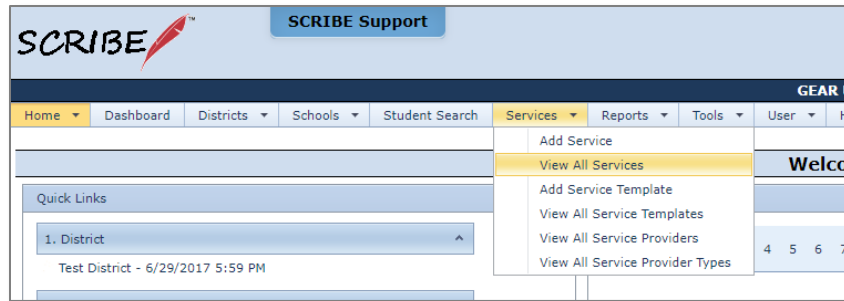 SCRIBE™
SCRIBE Support
GEAR
Home Dashboard Districts Schools Student Search Services Reports Tools User
Add Service
View All Services
Welco
Add Service Template
Quick Links
View All Service Templates
1. District
View All Service Providers
4 5 6 7
Test District - 6/29/2017 5:59 PM
View All Service Provider Types